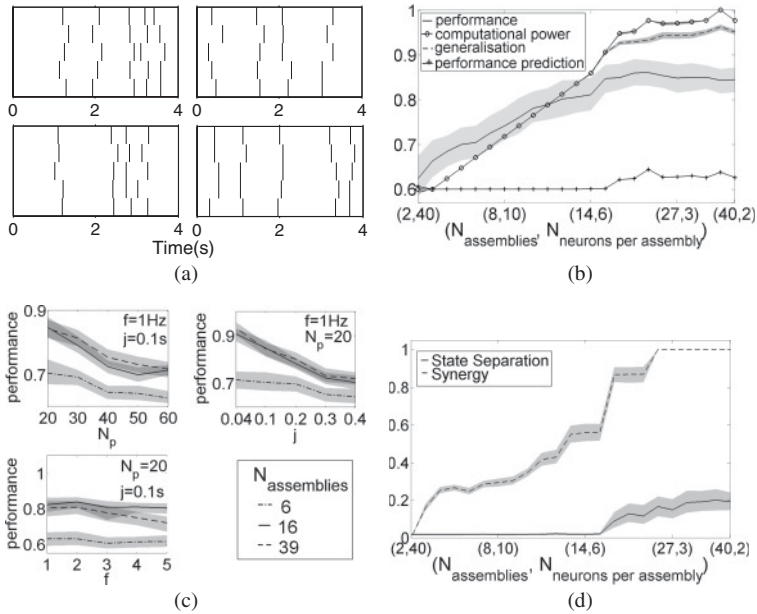 0 2 4 0 2 4
0 2 4 0 2 4
Time(s)
(a)
1
0.9
0.8
0.7
0.6
performance
computational power
generalisation
performance prediction
(2,40) (8,10) (14,6) (27,3) (40,2)
(N_assemblies, N_neurons per assembly)
(b)
0.9
0.7
performance
f=1Hz
j=0.1s
20 30 40 50 60
N_p
0.9
0.7
performance
f=1Hz
N_p=20
0.04 0.1 0.2 0.3 0.4
j
1
0.8
0.6
performance
N_p=20
j=0.1s
1 2 3 4 5
f
N_assemblies
6
16
39
(c)
1
0.8
0.6
0.4
0.2
0
State Separation
Synergy
(2,40) (8,10) (14,6) (27,3) (40,2)
(N_assemblies, N_neurons per assembly)
(d)